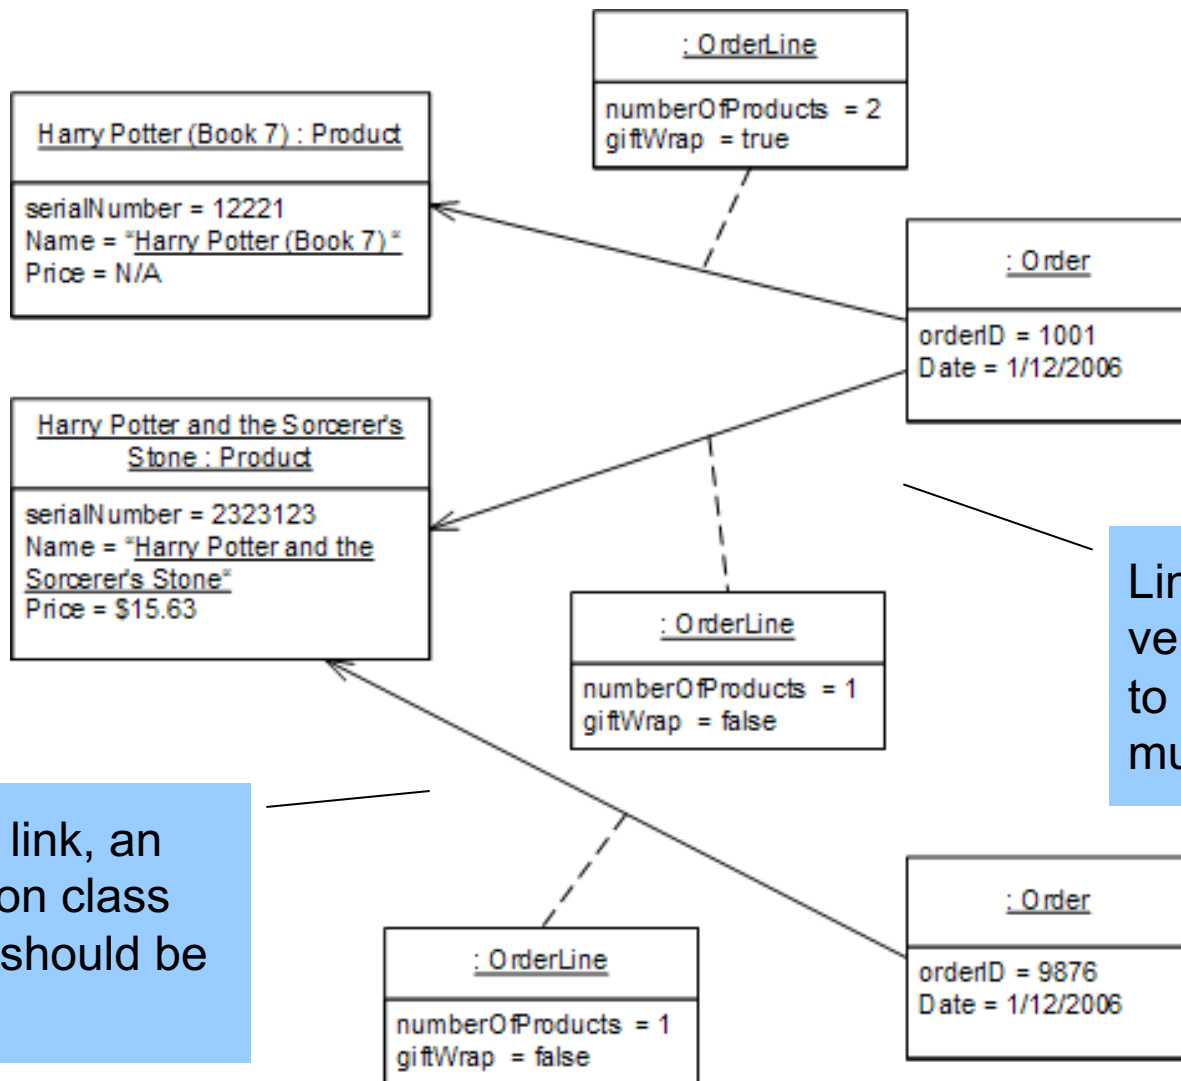 : OrderLine
numberOfProducts = 2
giftWrap = true
Harry Potter (Book 7) : Product
serialNumber = 12221
Name = “Harry Potter (Book 7) “
Price = N/A
: Order
orderID = 1001
Date = 1/12/2006
Harry Potter and the Sorcerer's
Stone : Product
serialNumber = 2323123
Name = “Harry Potter and the
Sorcerer's Stone“
Price = $15.63
: OrderLine
numberOfProducts = 1
giftWrap = false
to
link, an
class
should be
: Order
orderID = 9876
Date = 1/12/2006
: OrderLine
numberOfProducts = 1
giftWrap = false